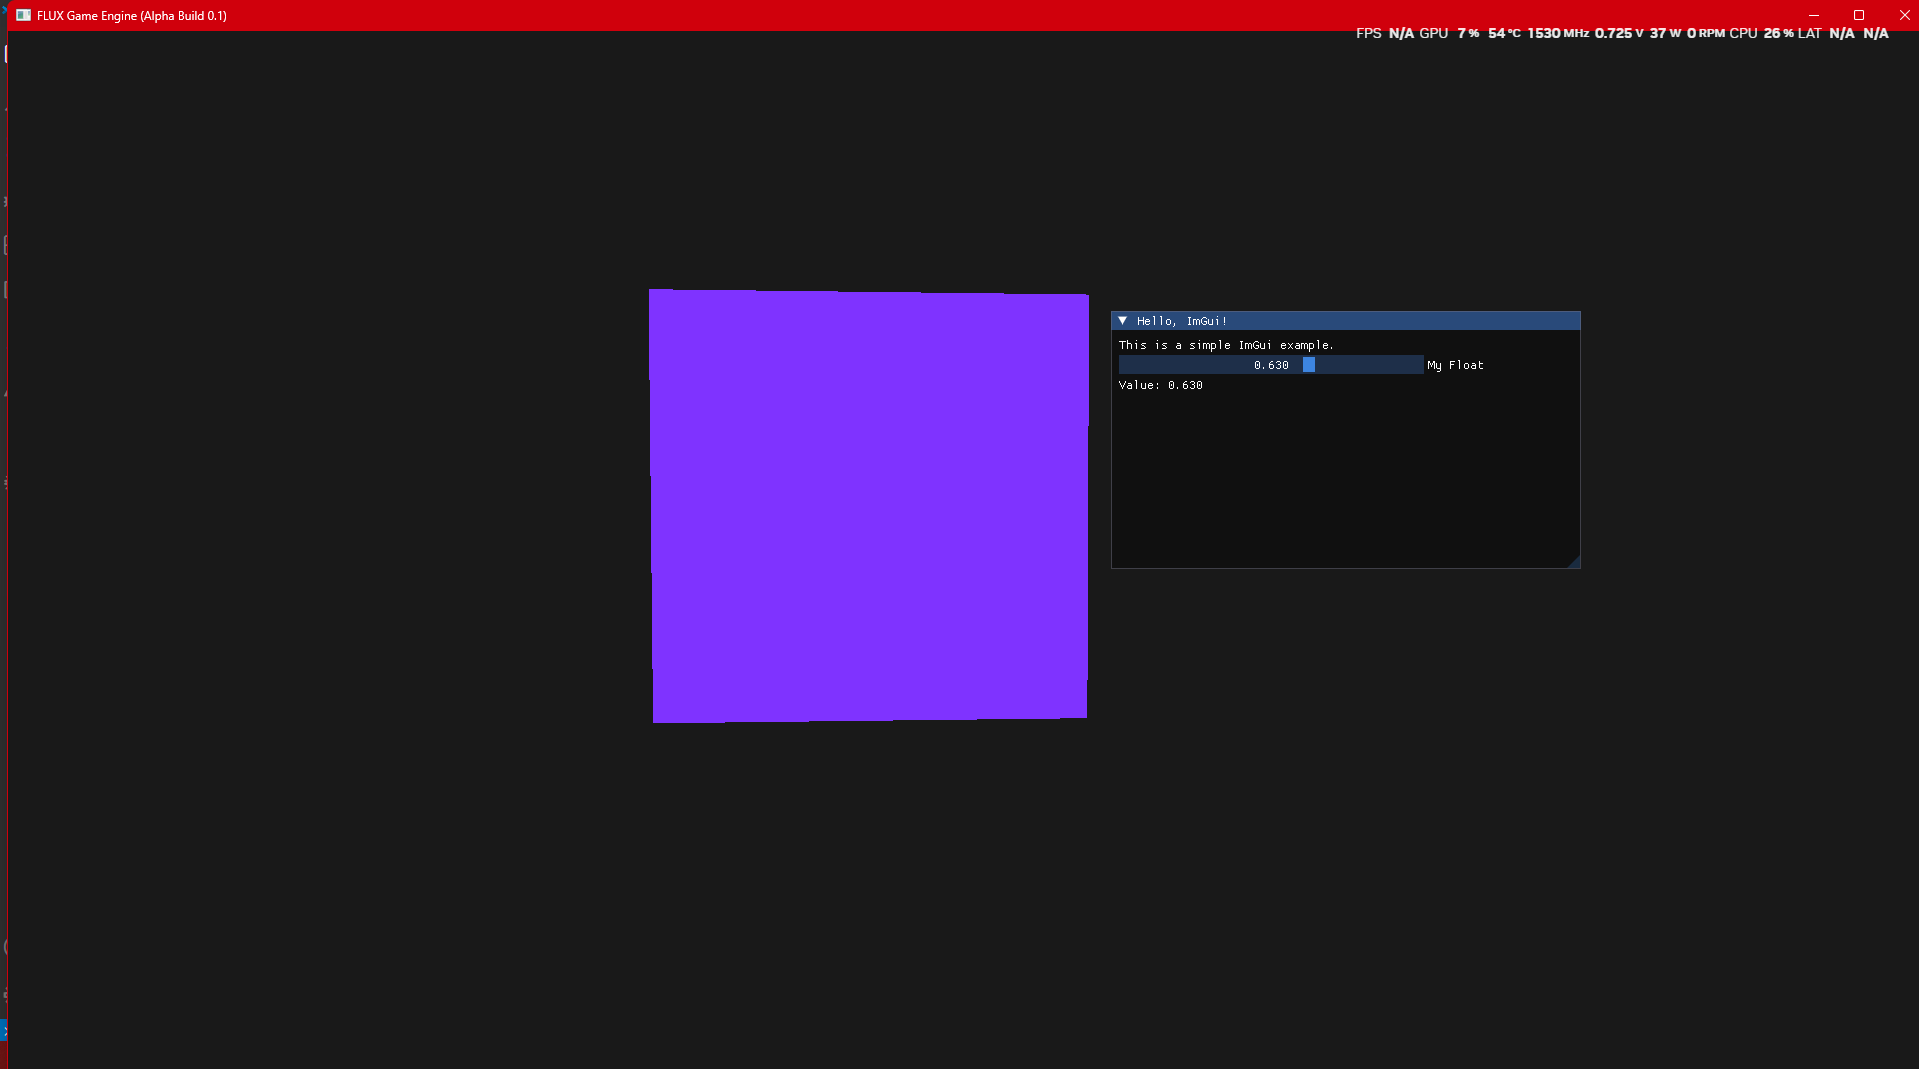 FLUX Game Engine (Alpha Build 0.1)
FPS N/A GPU 7 % 54 °C 1530 MHz 0.725 V 37 W 0 RPM CPU 26 % LAT N/A N/A
Hello, ImGui!
This is a simple ImGui example.
0.630 My Float
Value: 0.630